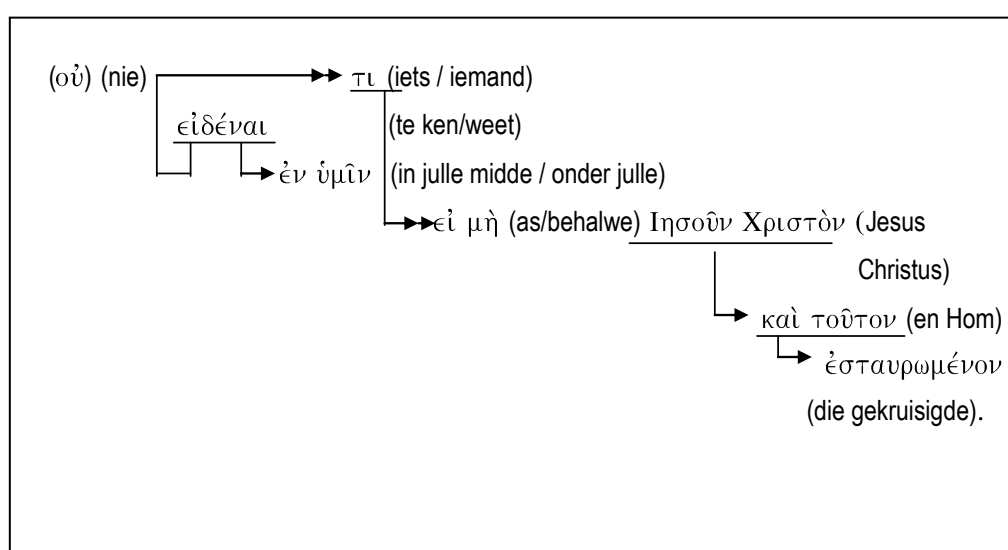 (οὐ) (nie) τι (iets / iemand)
εἰδέναι (te ken/weet)
ἐν ὑμῖν (in julle midde / onder julle)
εἰ μὴ (as/behalwe) Ιησοῦν Χριστὸν (Jesus
Christus)
καὶ τοῦτον (en Hom)
ἐσταυρωμένον
(die gekruisigde).